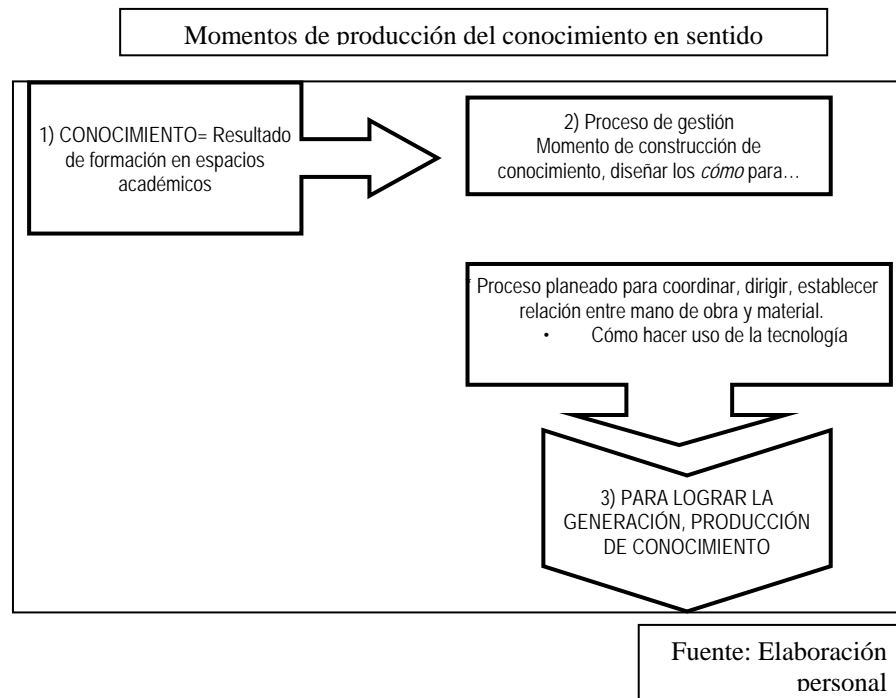 Momentos de producción del conocimiento en sentido
1) CONOCIMIENTO= Resultado
de formación en espacios
académicos
2) Proceso de gestión
Momento de construcción de
conocimiento, diseñar los cómo para…
* Proceso planeado para coordinar, dirigir, establecer
relación entre mano de obra y material.
• Cómo hacer uso de la tecnología
3) PARA LOGRAR LA
GENERACIÓN, PRODUCCIÓN
DE CONOCIMIENTO
Fuente: Elaboración
personal